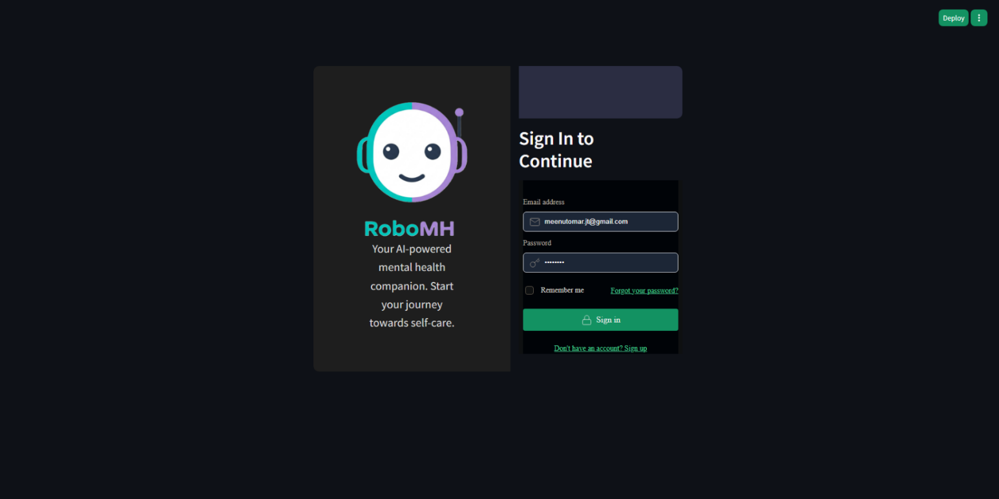 Deploy
RoboMH
Your AI-powered
mental health
companion. Start
your journey
towards self-care.
Sign In to
Continue
Email address
meenutomar.jt@gmail.com
Password
••••••••
Remember me
Forgot your password?
Sign in
Don't have an account? Sign up